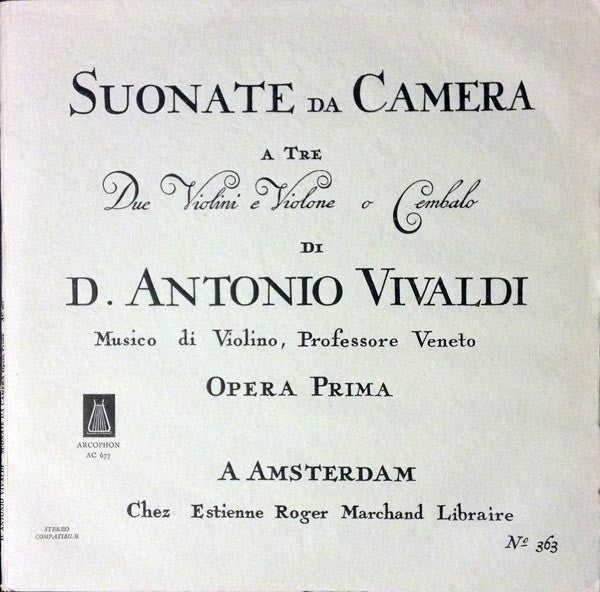 SUONATE DA CAMERA
A TRE
Due Violini e Violone o Cembalo
DI
D. ANTONIO VIVALDI
Musico di Violino, Professore Veneto
OPERA PRIMA
ARCOPHON
AC 677
A AMSTERDAM
Chez Estienne Roger Marchand Libraire
STEREO
COMPATIBILE
Nº 363